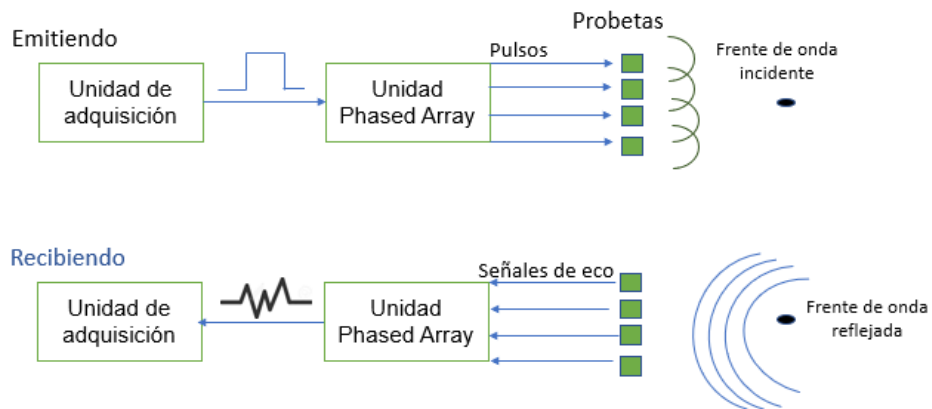 Emitiendo
Unidad de
adquisición
Unidad
Phased Array
Pulsos
Probetas
Frente de onda
incidente
Recibiendo
Unidad de
adquisición
Unidad
Phased Array
Señales de eco
Frente de onda
reflejada